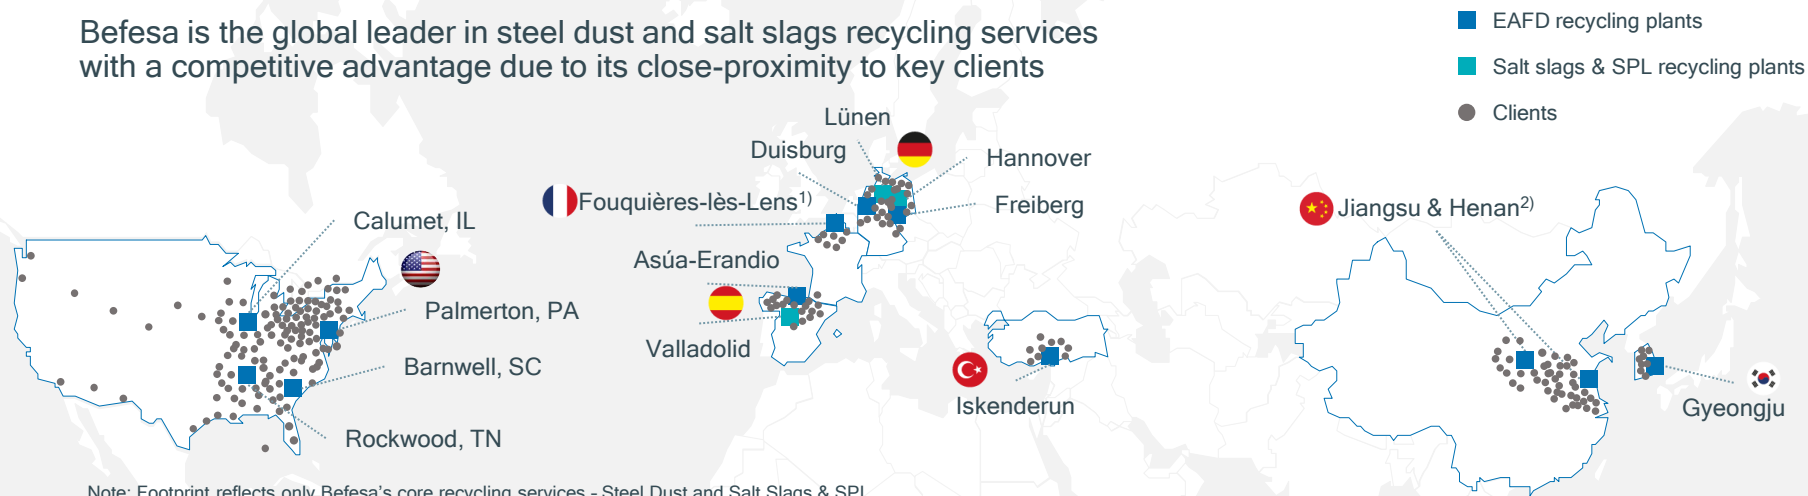 Befesa is the global leader in steel dust and salt slags recycling services
with a competitive advantage due to its close-proximity to key clients
EAFD recycling plants
Salt slags & SPL recycling plants
Clients
Lünen
Duisburg
Hannover
Fouquières-lès-Lens1)
Freiberg
Jiangsu & Henan2)
Calumet, IL
Asúa-Erandio
Palmerton, PA
Valladolid
Barnwell, SC
Iskenderun
Gyeongju
Rockwood, TN
Note: Footprint reflects only Befesa's core recycling services - Steel Dust and Salt Slags & SPL